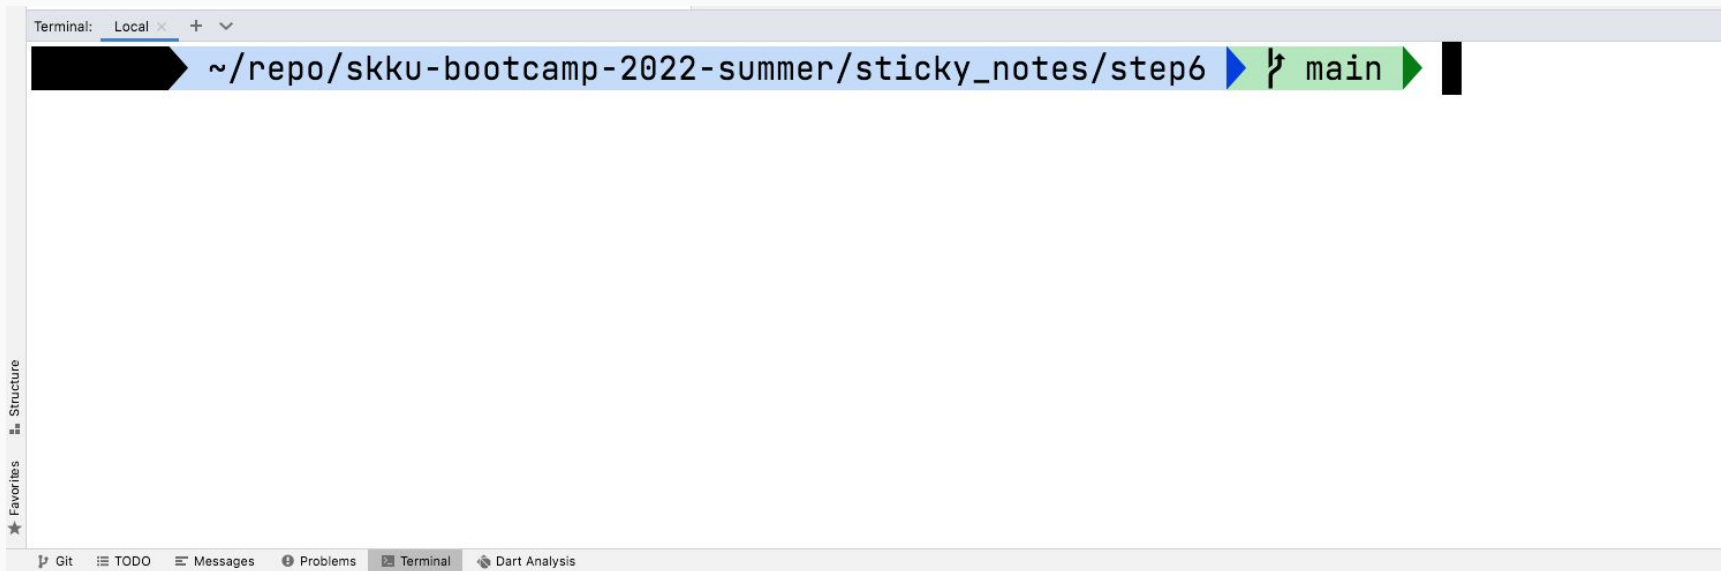 Terminal: Local × + 
~/repo/skku-bootcamp-2022-summer/sticky_notes/step6 main
Structure
Favorites
Git TODO Messages Problems Terminal Dart Analysis